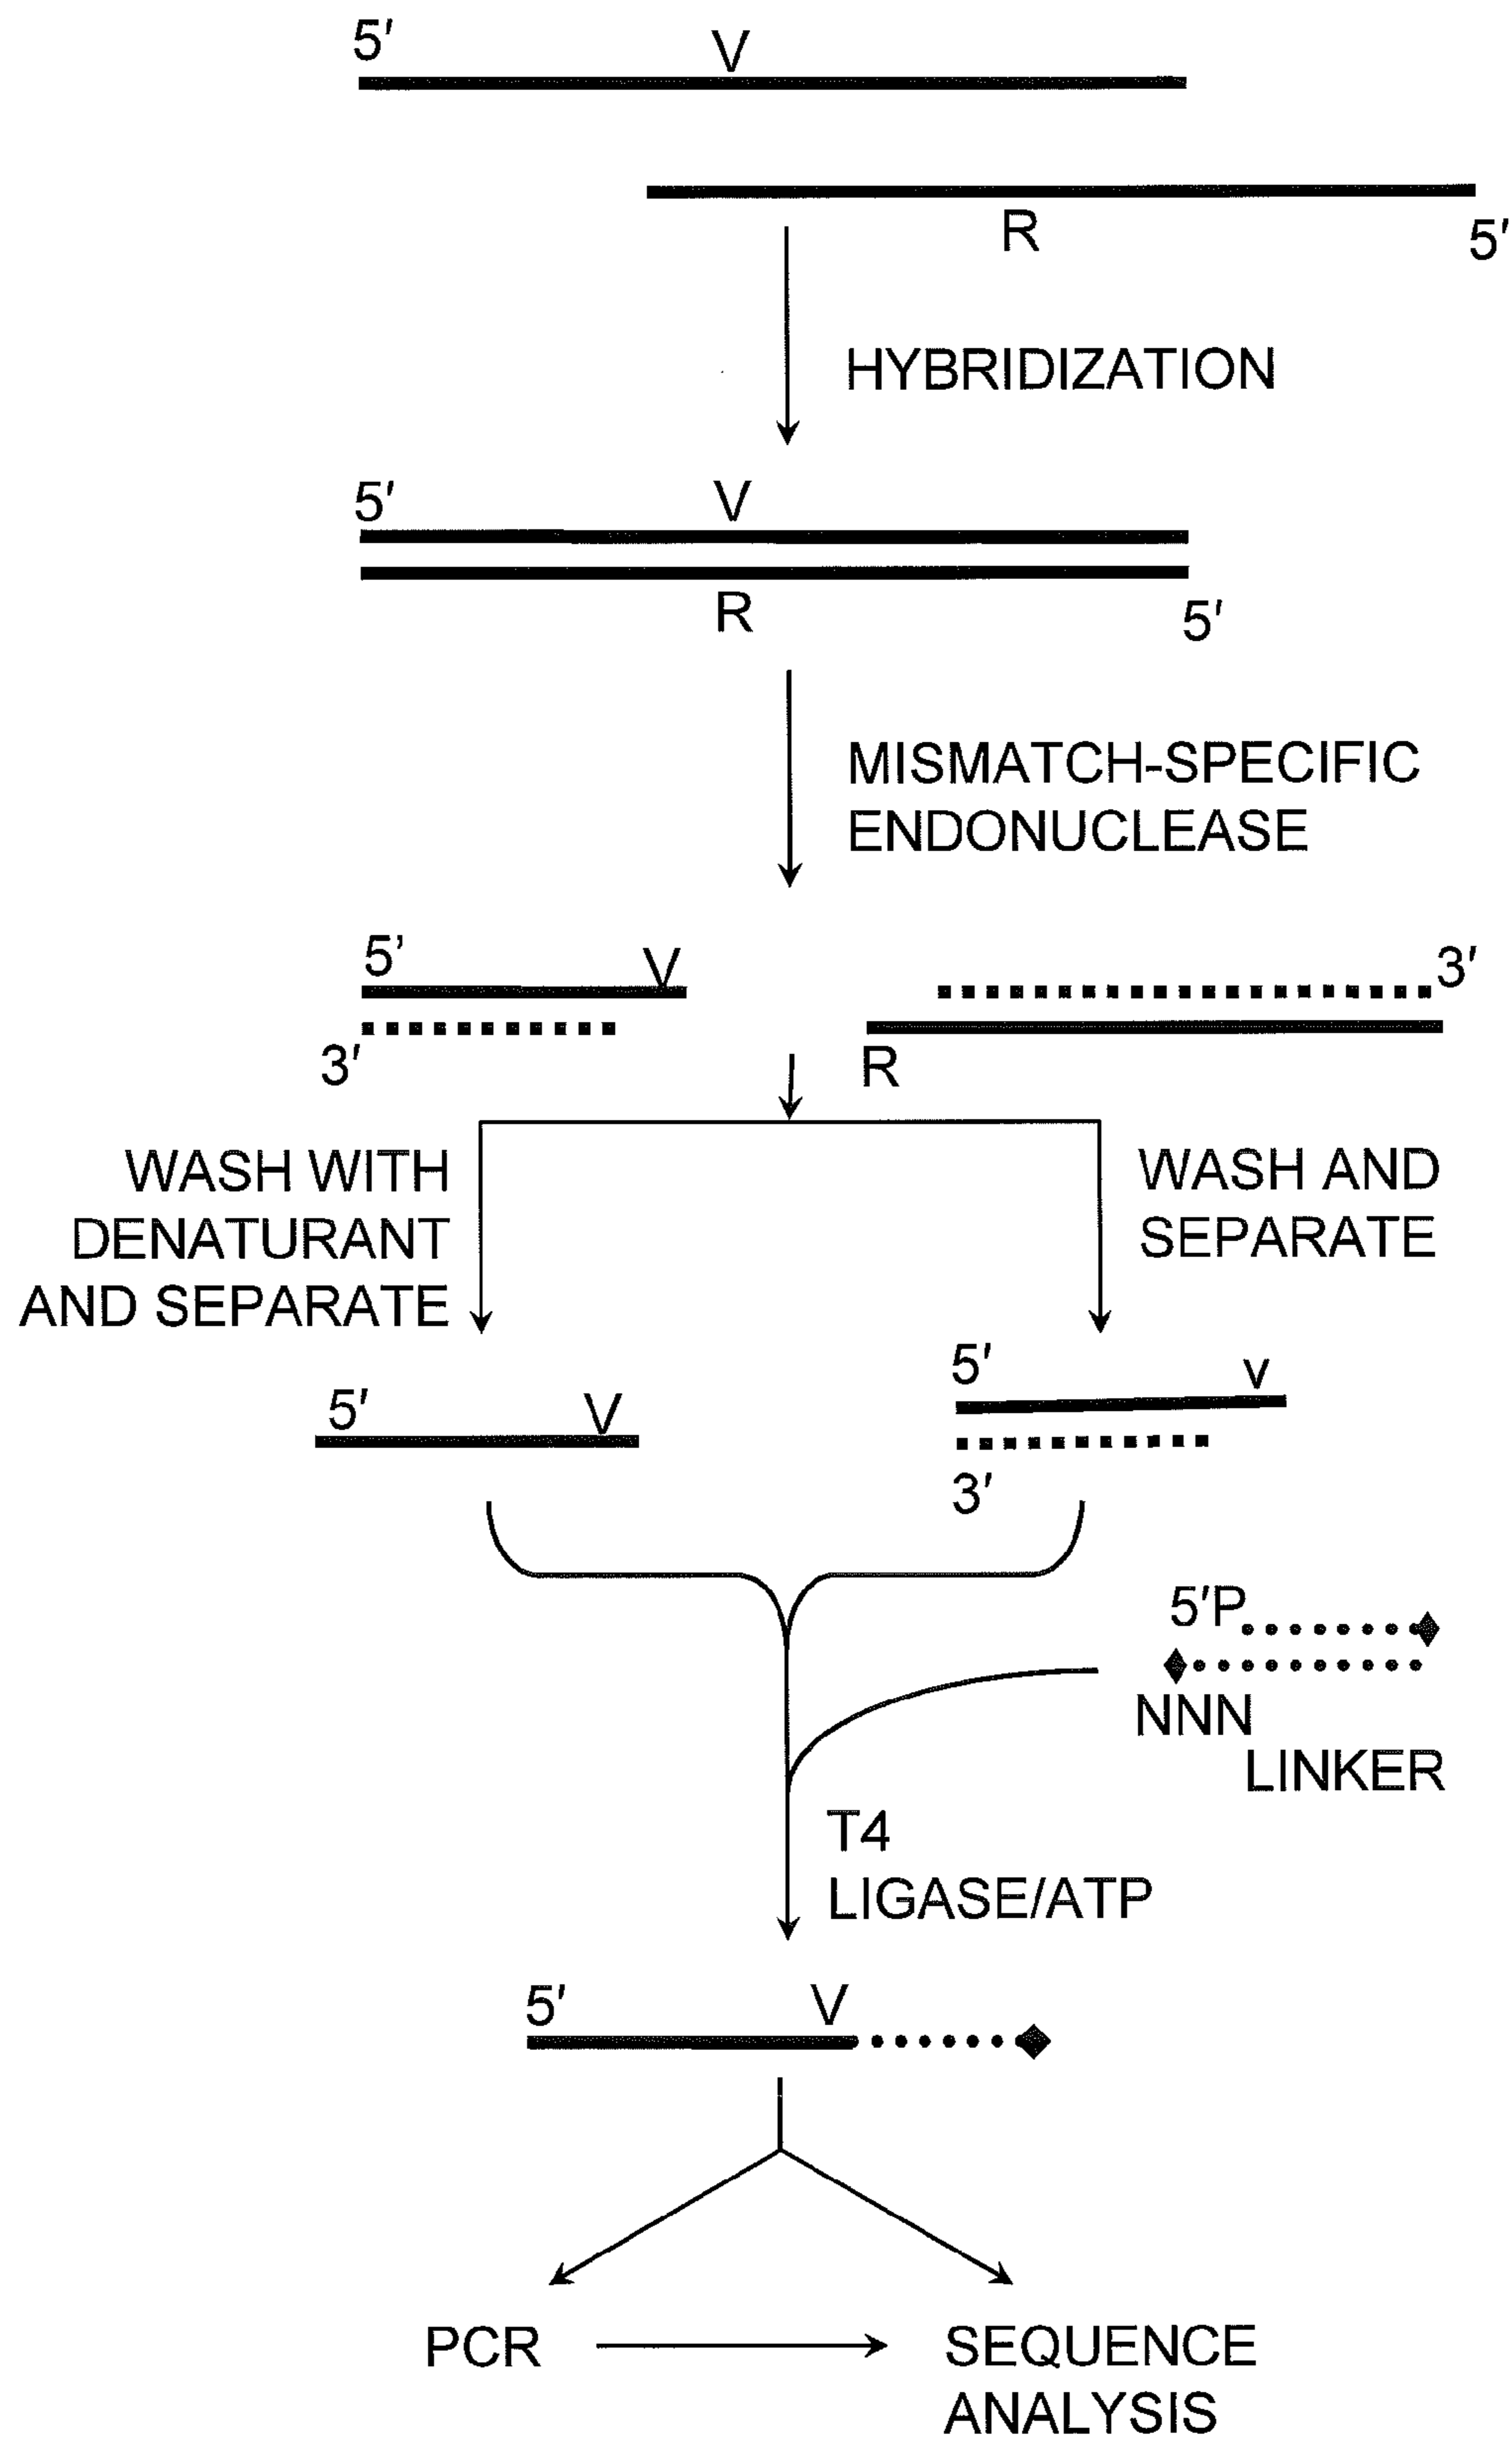 5′
V
R
5′
HYBRIDIZATION
5′
V
R
5′
MISMATCH-SPECIFIC
ENDONUCLEASE
5’
V
3′
3′
R
WASH WITH
DENATURANT
AND SEPARATE
WASH AND
SEPARATE
5′
V
5′
v
3′
5′P
NNN
LINKER
T4
LIGASE/ATP
5′
V
PCR
SEQUENCE
ANALYSIS